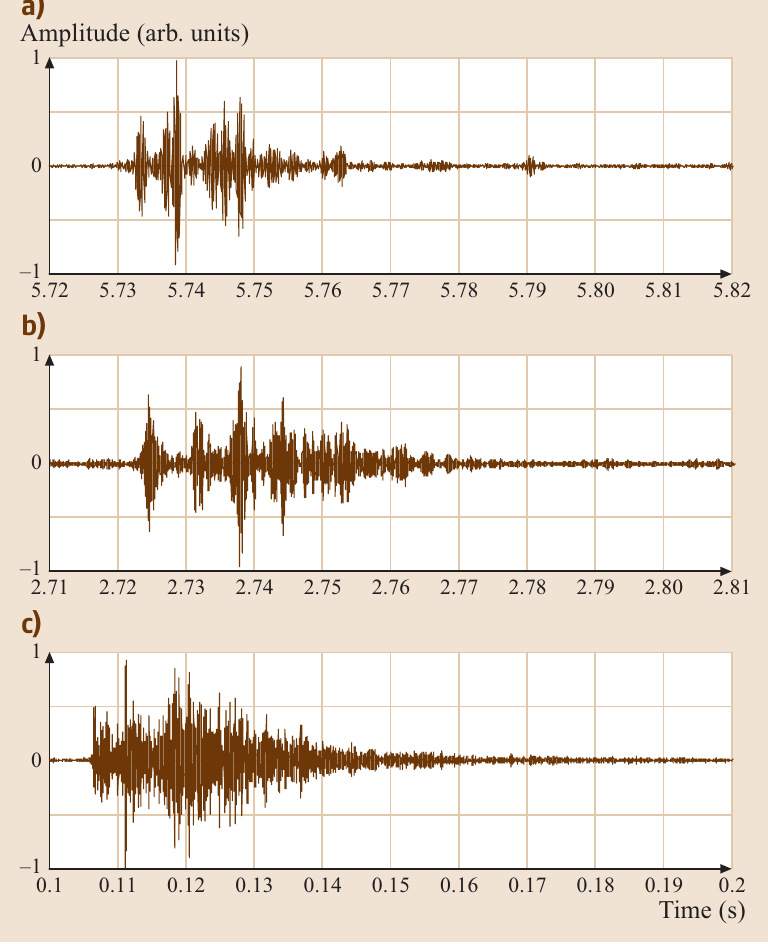 a)
Amplitude (arb. units)
1
0
–1
5.72 5.73 5.74 5.75 5.76 5.77 5.78 5.79 5.80 5.81 5.82
b)
1
0
–1
2.71 2.72 2.73 2.74 2.75 2.76 2.77 2.78 2.79 2.80 2.81
c)
1
0
–1
0.1 0.11 0.12 0.13 0.14 0.15 0.16 0.17 0.18 0.19 0.2
Time (s)